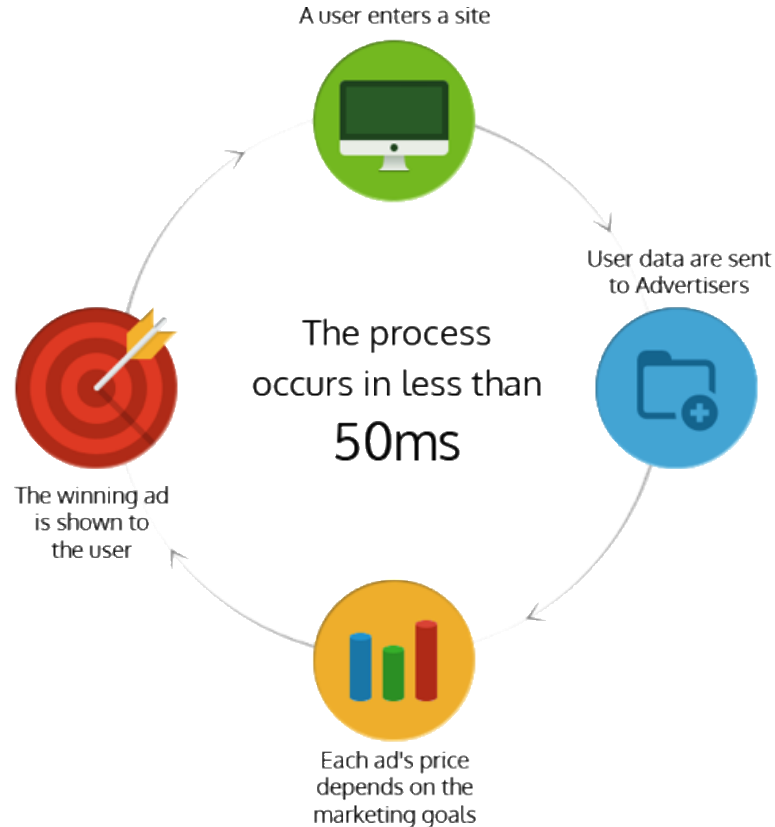 A user enters a site
User data are sent
to Advertisers
The process
occurs in less than
50ms
The winning ad
is shown to
the user
Each ad's price
depends on the
marketing goals